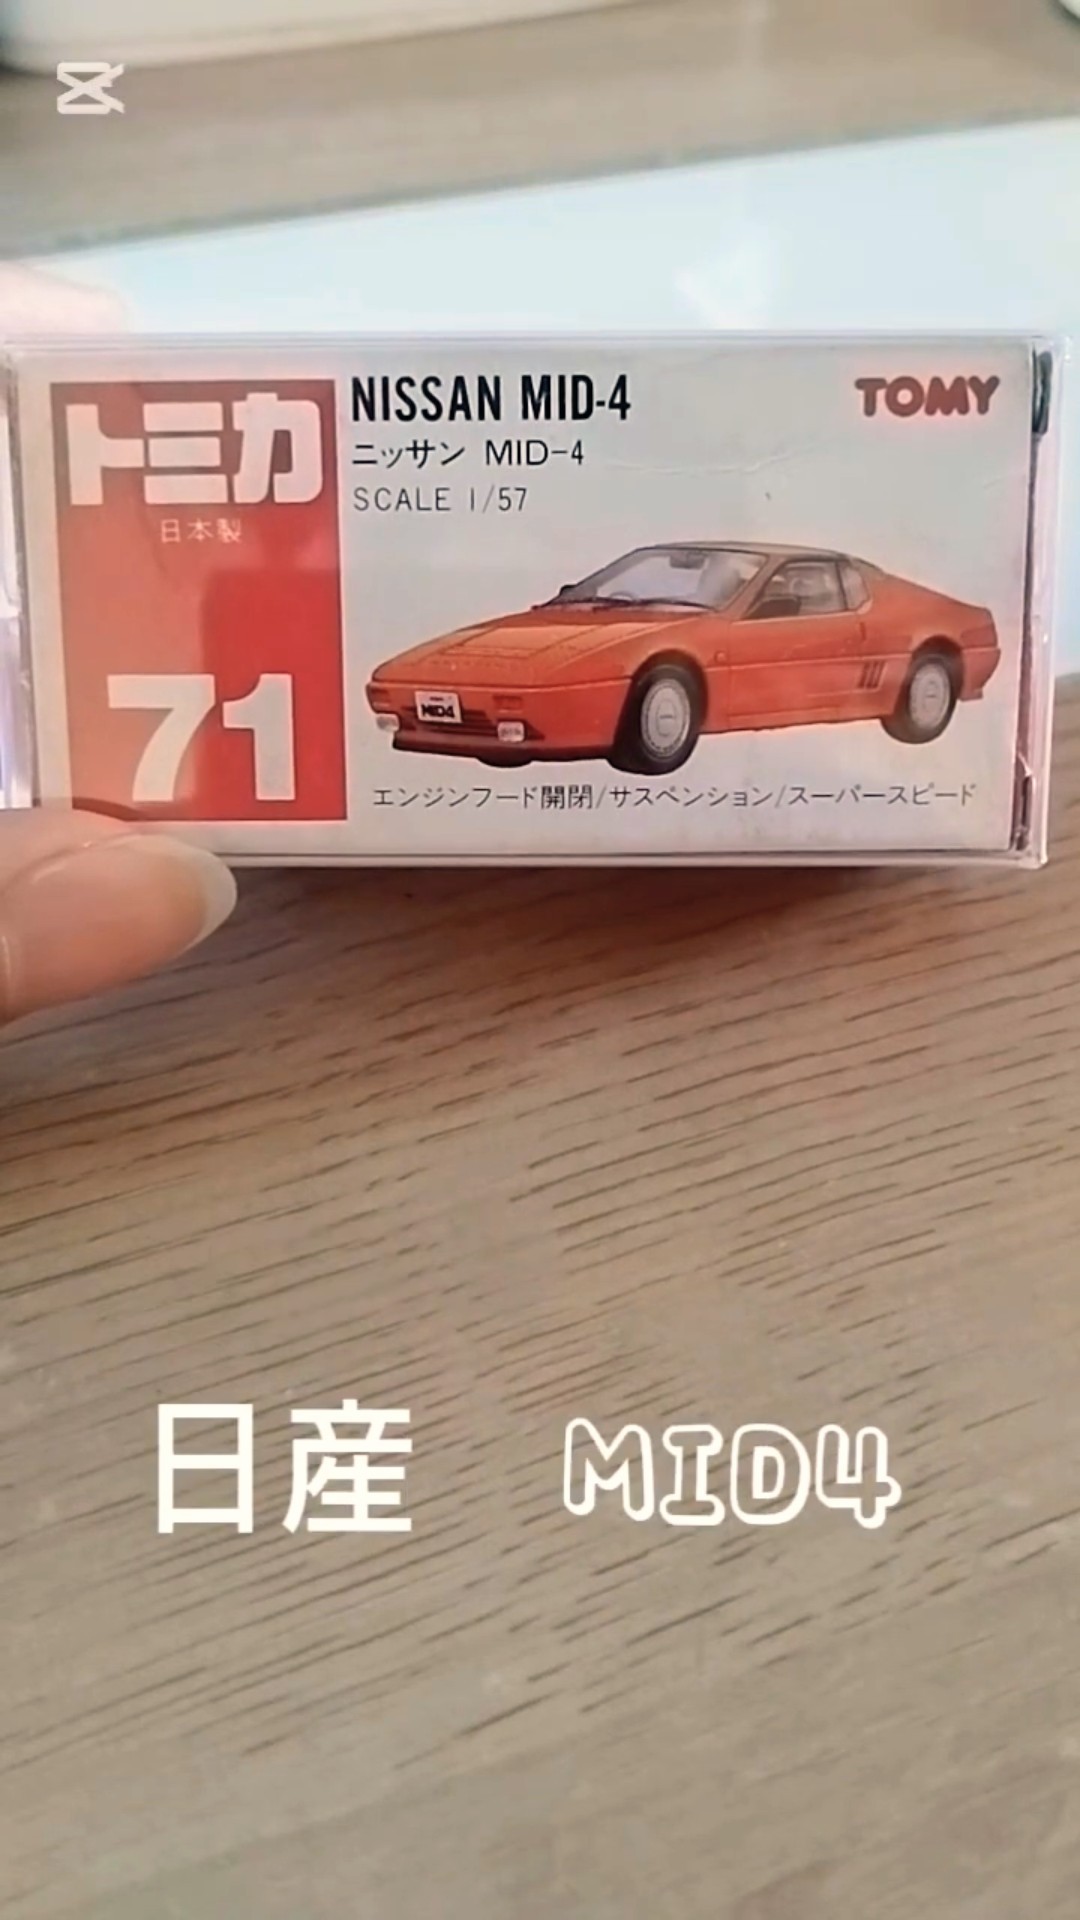 トミカ
日本製
71
NISSAN MID-4
ニッサン MID-4
SCALE 1/57
TOMY
MID4
エンジンフード開閉/サスペンション/スーパースピード
日産 MID4